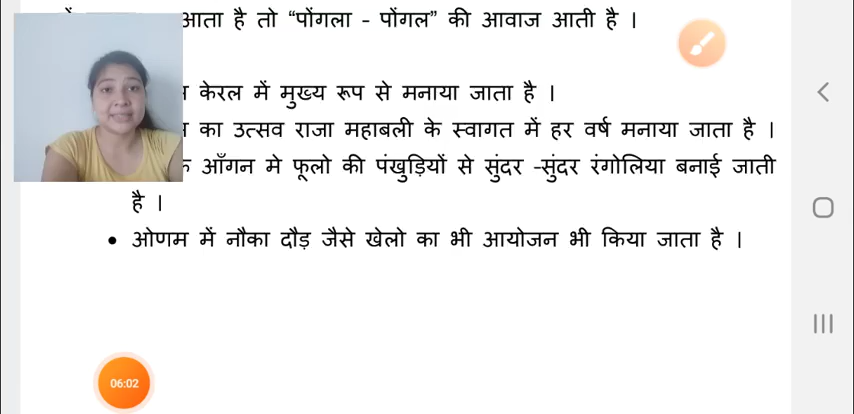 आता है तो “पोंगला - पोंगल” की आवाज आती है ।
केरल में मुख्य रूप से मनाया जाता है ।
का उत्सव राजा महाबली के स्वागत में हर वर्ष मनाया जाता है ।
आँगन मे फूलो की पंखुड़ियों से सुंदर -सुंदर रंगोलिया बनाई जाती
है ।
• ओणम में नौका दौड़ जैसे खेलो का भी आयोजन भी किया जाता है ।
06:02